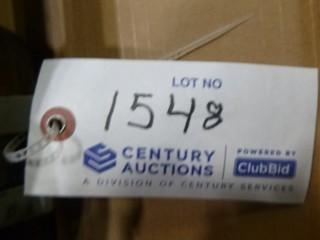 LOT NO
1548
CENTURY AUCTIONS
POWERED BY
ClubBid
A DIVISION OF CENTURY SERVICES